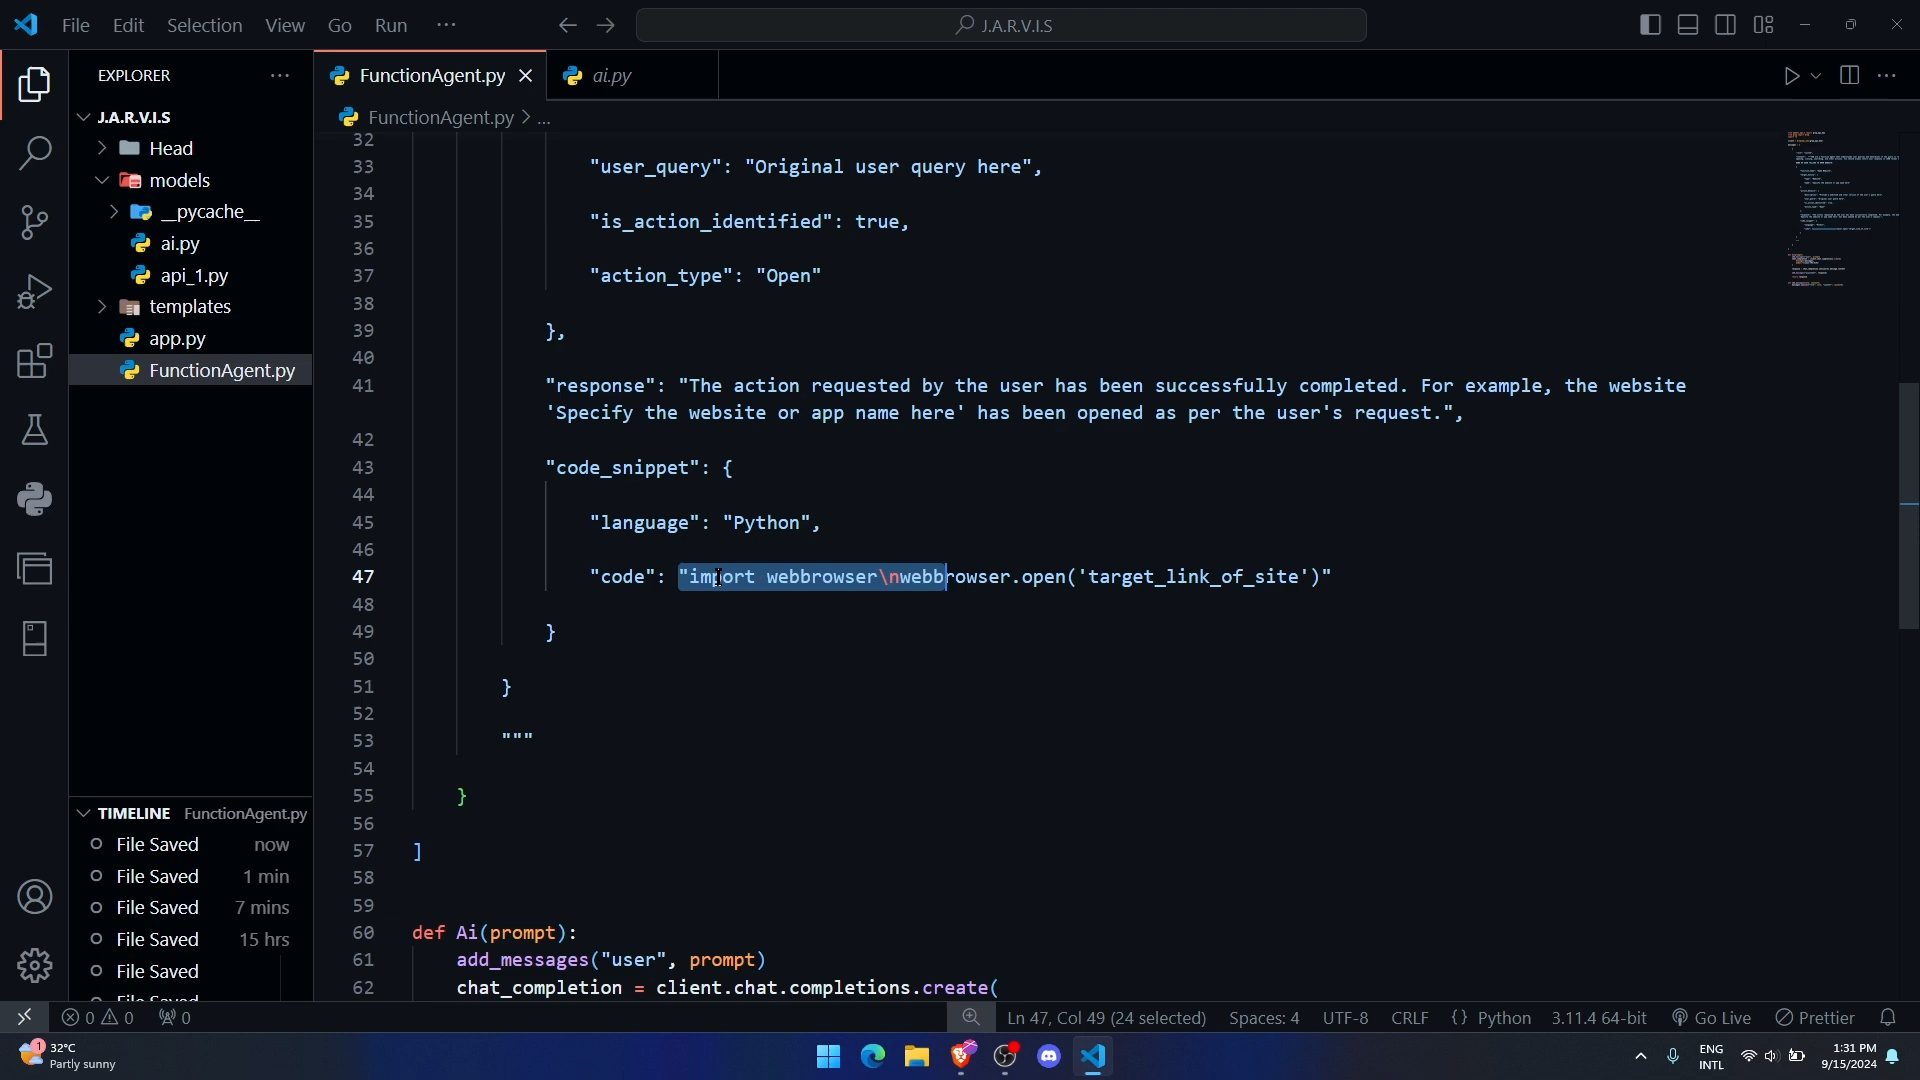 File Edit Selection View Go Run ···
J.A.R.V.I.S
EXPLORER
FunctionAgent.py
ai.py
J.A.R.V.I.S
Head
models
__pycache__
ai.py
api_1.py
templates
app.py
FunctionAgent.py
FunctionAgent.py > ...
32
33 "user_query": "Original user query here",
34
35 "is_action_identified": true,
36
37 "action_type": "Open"
38
39 },
40
41 "response": "The action requested by the user has been successfully completed. For example, the website
'Specify the website or app name here' has been opened as per the user's request.",
42
43 "code_snippet": {
44
45 "language": "Python",
46
47 "code": "import webbrowser\nwebbrowser.open('target_link_of_site')"
48
49 }
50
51 }
52
53 """
54
55 }
56
57 ]
58
59
60 def Ai(prompt):
61 add_messages("user", prompt)
62 chat_completion = client.chat.completions.create(
TIMELINE FunctionAgent.py
File Saved now
File Saved 1 min
File Saved 7 mins
File Saved 15 hrs
File Saved
File Saved
0 0 0
Ln 47, Col 49 (24 selected) Spaces: 4 UTF-8 CRLF {} Python 3.11.4 64-bit Go Live Prettier
1
32°C
Partly sunny
ENG
INTL
1:31 PM
9/15/2024